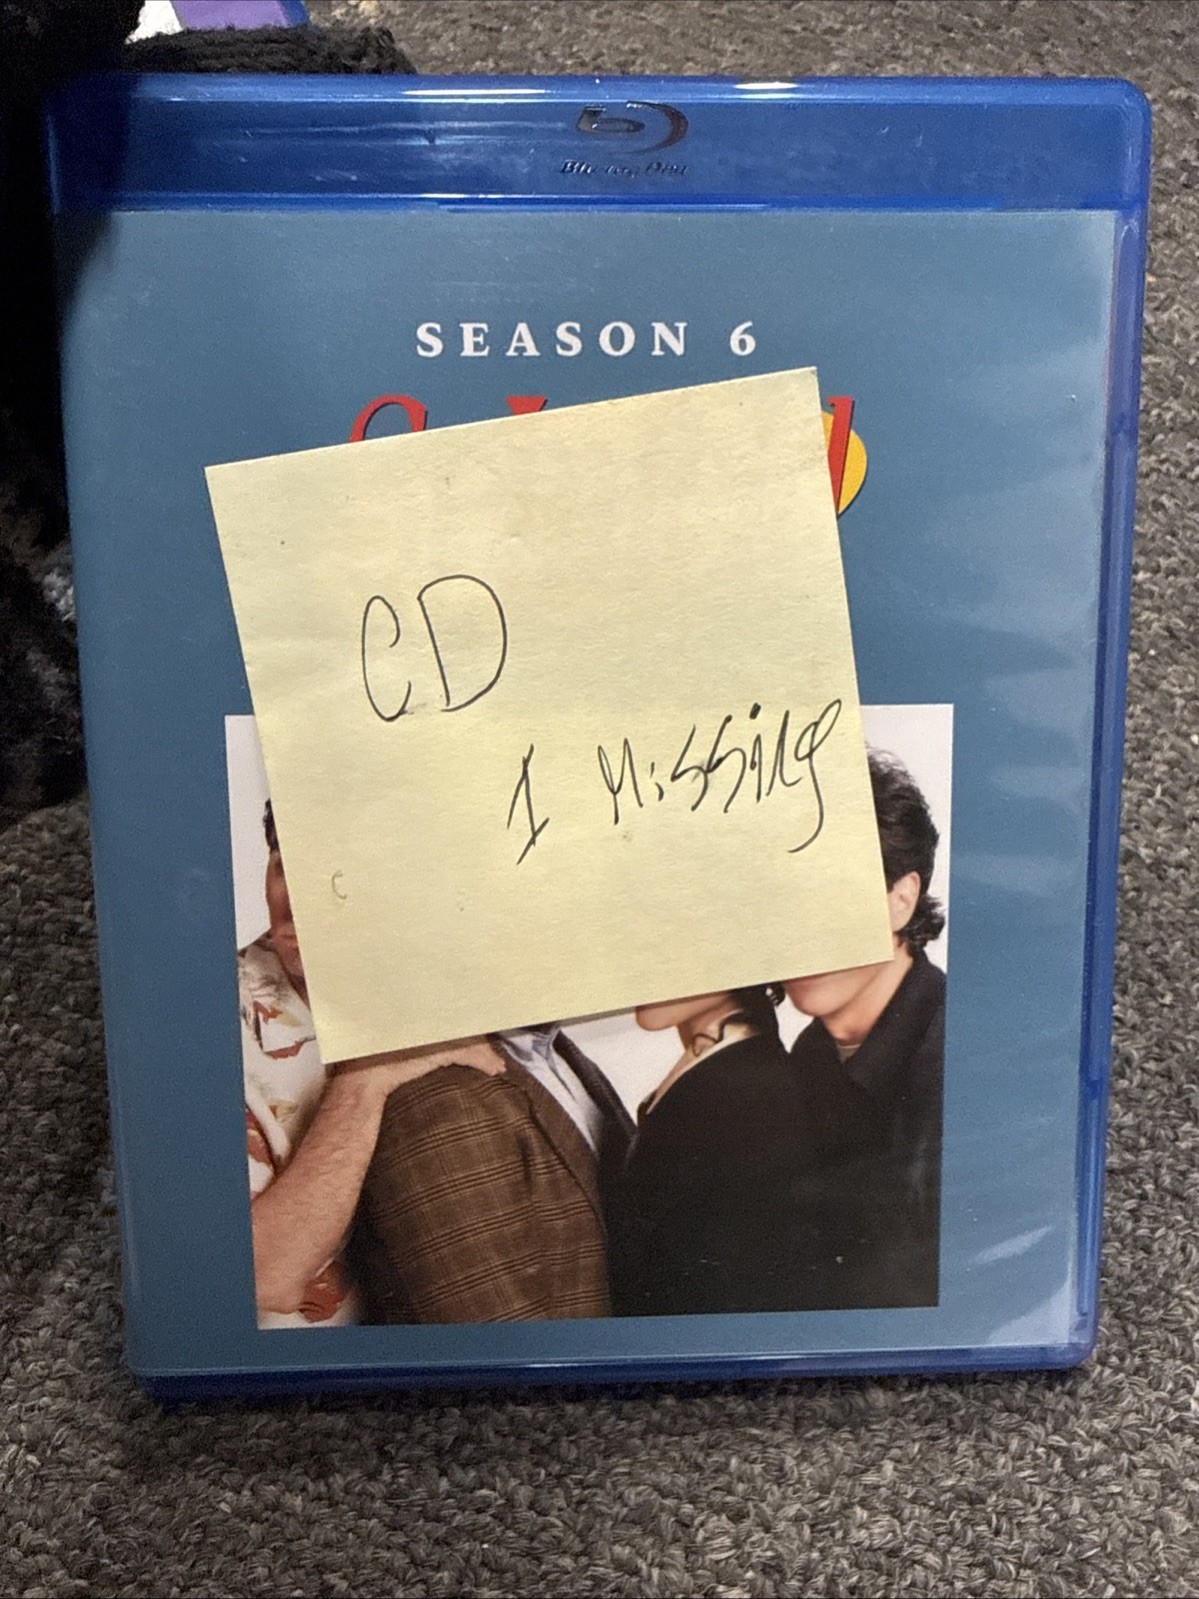 Blu-ray Disc
SEASON 6
CD
1 Missing